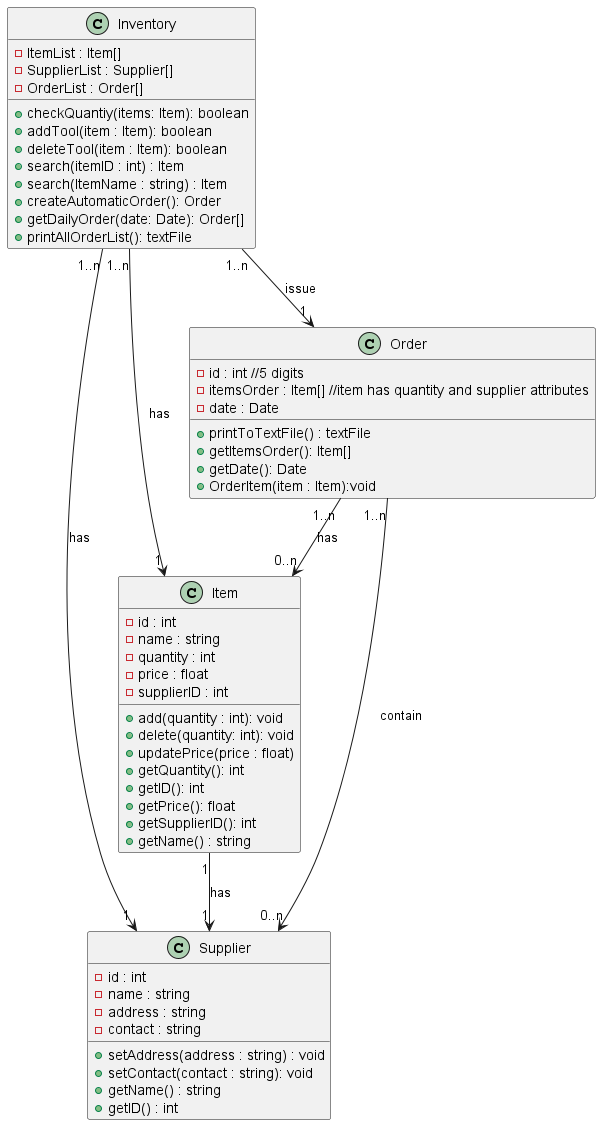 C Inventory
ItemList : Item[]
SupplierList : Supplier[]
OrderList : Order[]
checkQuantiy(items: Item): boolean
addTool(item : Item): boolean
deleteTool(item : Item): boolean
search(itemID : int) : Item
search(ItemName : string) : Item
createAutomaticOrder(): Order
getDailyOrder(date: Date): Order[]
printAllOrderList(): textFile
1..n 1..n 1..n
issue
1
C Order
id : int //5 digits
itemsOrder : Item[] //item has quantity and supplier attributes
date : Date
printToTextFile() : textFile
getItemsOrder(): Item[]
getDate(): Date
OrderItem(item : Item):void
has
1..n 1..n
has has
1 0..n
C Item
id : int
name : string
quantity : int
price : float
supplierID : int
add(quantity : int): void
delete(quantity: int): void
updatePrice(price : float)
getQuantity(): int
getID(): int
getPrice(): float
getSupplierID(): int
getName() : string
contain
1
has
1 1 0..n
C Supplier
id : int
name : string
address : string
contact : string
setAddress(address : string) : void
setContact(contact : string): void
getName() : string
getID() : int